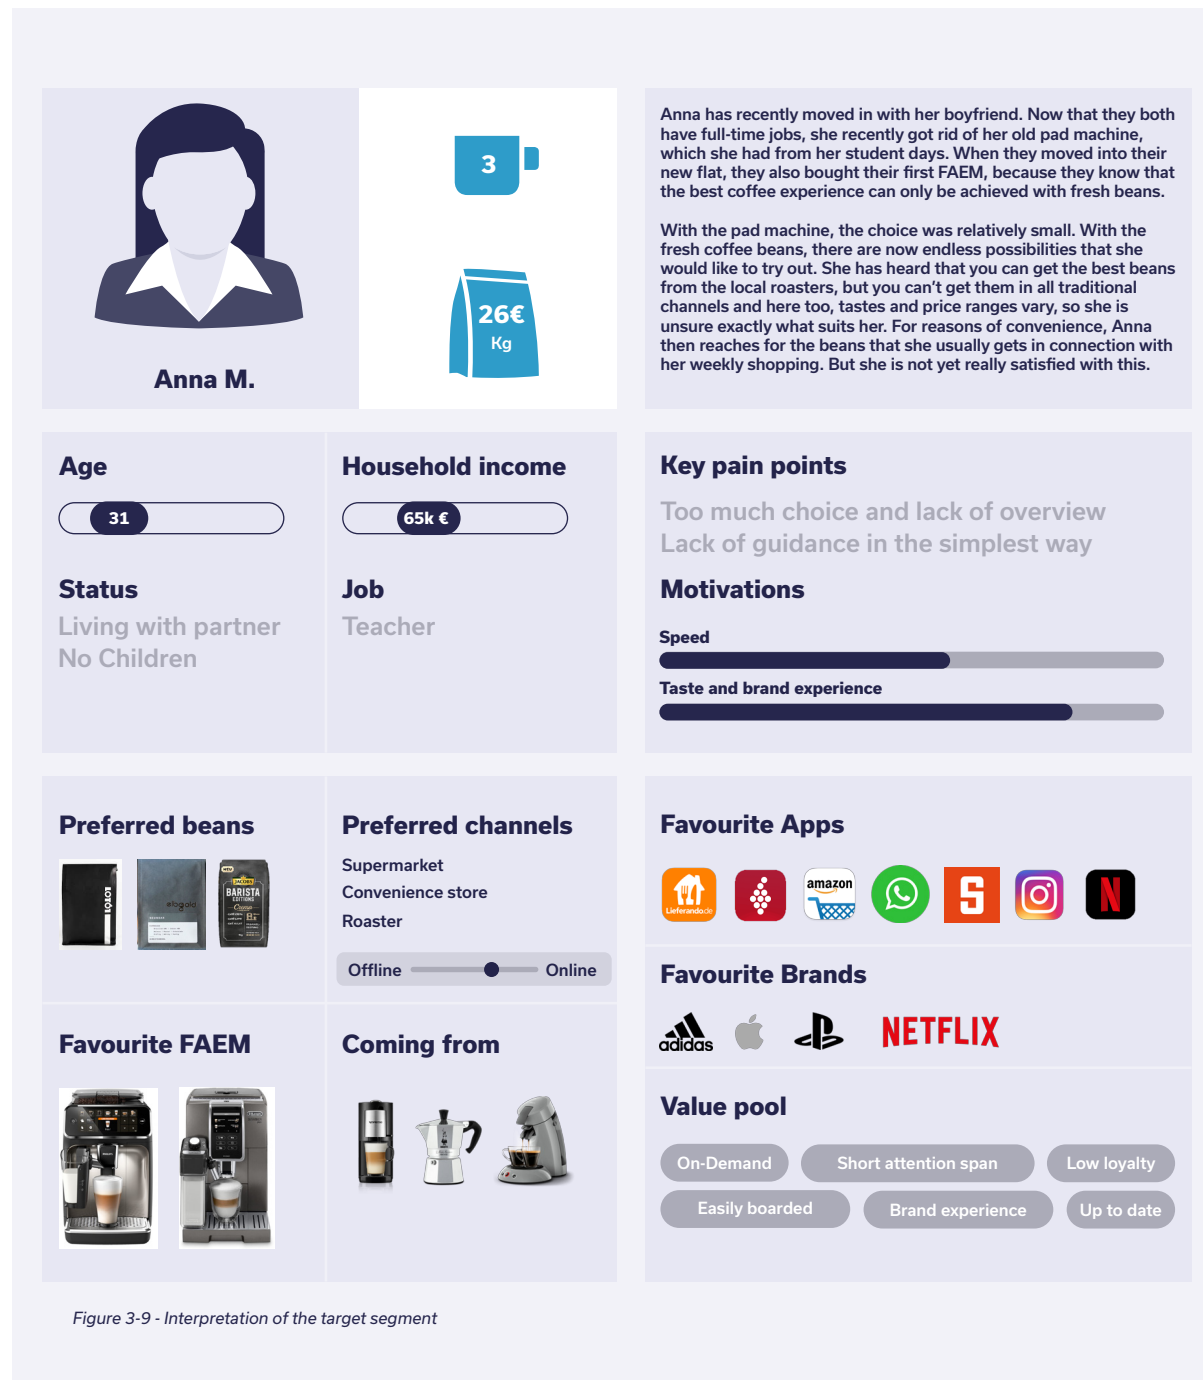 3
26€
Kg
Anna M.
Anna has recently moved in with her boyfriend. Now that they both
have full-time jobs, she recently got rid of her old pad machine,
which she had from her student days. When they moved into their
new flat, they also bought their first FAEM, because they know that
the best coffee experience can only be achieved with fresh beans.
With the pad machine, the choice was relatively small. With the
fresh coffee beans, there are now endless possibilities that she
would like to try out. She has heard that you can get the best beans
from the local roasters, but you can't get them in all traditional
channels and here too, tastes and price ranges vary, so she is
unsure exactly what suits her. For reasons of convenience, Anna
then reaches for the beans that she usually gets in connection with
her weekly shopping. But she is not yet really satisfied with this.
Age
31
Household income
65k €
Status
Living with partner
No Children
Job
Teacher
Key pain points
Too much choice and lack of overview
Lack of guidance in the simplest way
Motivations
Speed
Taste and brand experience
Preferred beans
JACOBS
BARISTA
EDITIONS
Crema
Preferred channels
Supermarket
Convenience store
Roaster
Offline
Online
Favourite FAEM
Coming from
Favourite Apps
Lieferando.de
amazon
S
N
Favourite Brands
adidas
NETFLIX
Value pool
On-Demand
Short attention span
Low loyalty
Easily boarded
Brand experience
Up to date
Figure 3-9 - Interpretation of the target segment